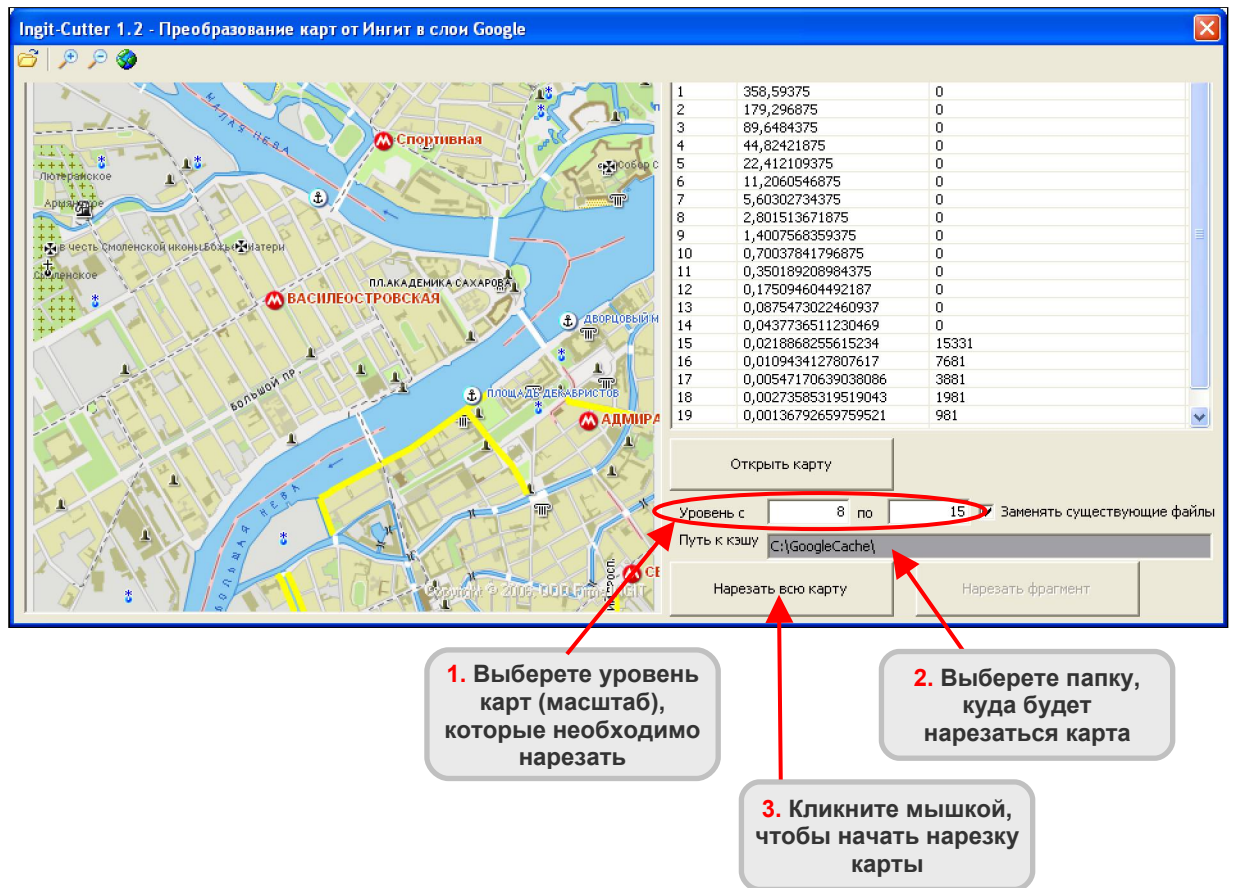 Ingit-Cutter 1.2 - Преобразование карт от Ингит в слои Google
МАЛАЯ НЕВА
Спортивная
Собор С
Лютеранское
Армянское
в честь Смоленской иконы Божьей Матери
Смоленское
ПЛ.АКАДЕМИКА САХАРОВА
ВАСИЛЕОСТРОВСКАЯ
ДВОРЦОВЫЙ М
БОЛЬШОЙ ПР.
ПЛОЩАДЬ ДЕКАБРИСТОВ
АДМИРА
БОЛЬШАЯ НЕВА
Copyright © 2006, ООО Firma INGIT
1 358,59375 0
2 179,296875 0
3 89,6484375 0
4 44,82421875 0
5 22,412109375 0
6 11,2060546875 0
7 5,60302734375 0
8 2,801513671875 0
9 1,4007568359375 0
10 0,70037841796875 0
11 0,350189208984375 0
12 0,175094604492187 0
13 0,0875473022460937 0
14 0,0437736511230469 0
15 0,0218868255615234 15331
16 0,0109434127807617 7681
17 0,00547170639038086 3881
18 0,00273585319519043 1981
19 0,00136792659759521 981
Открыть карту
Уровень с 8 по 15 Заменять существующие файлы
Путь к кэшу C:\GoogleCache\
Нарезать всю карту Нарезать фрагмент
1. Выберете уровень
карт (масштаб),
которые необходимо
нарезать
2. Выберете папку,
куда будет
нарезаться карта
3. Кликните мышкой,
чтобы начать нарезку
карты